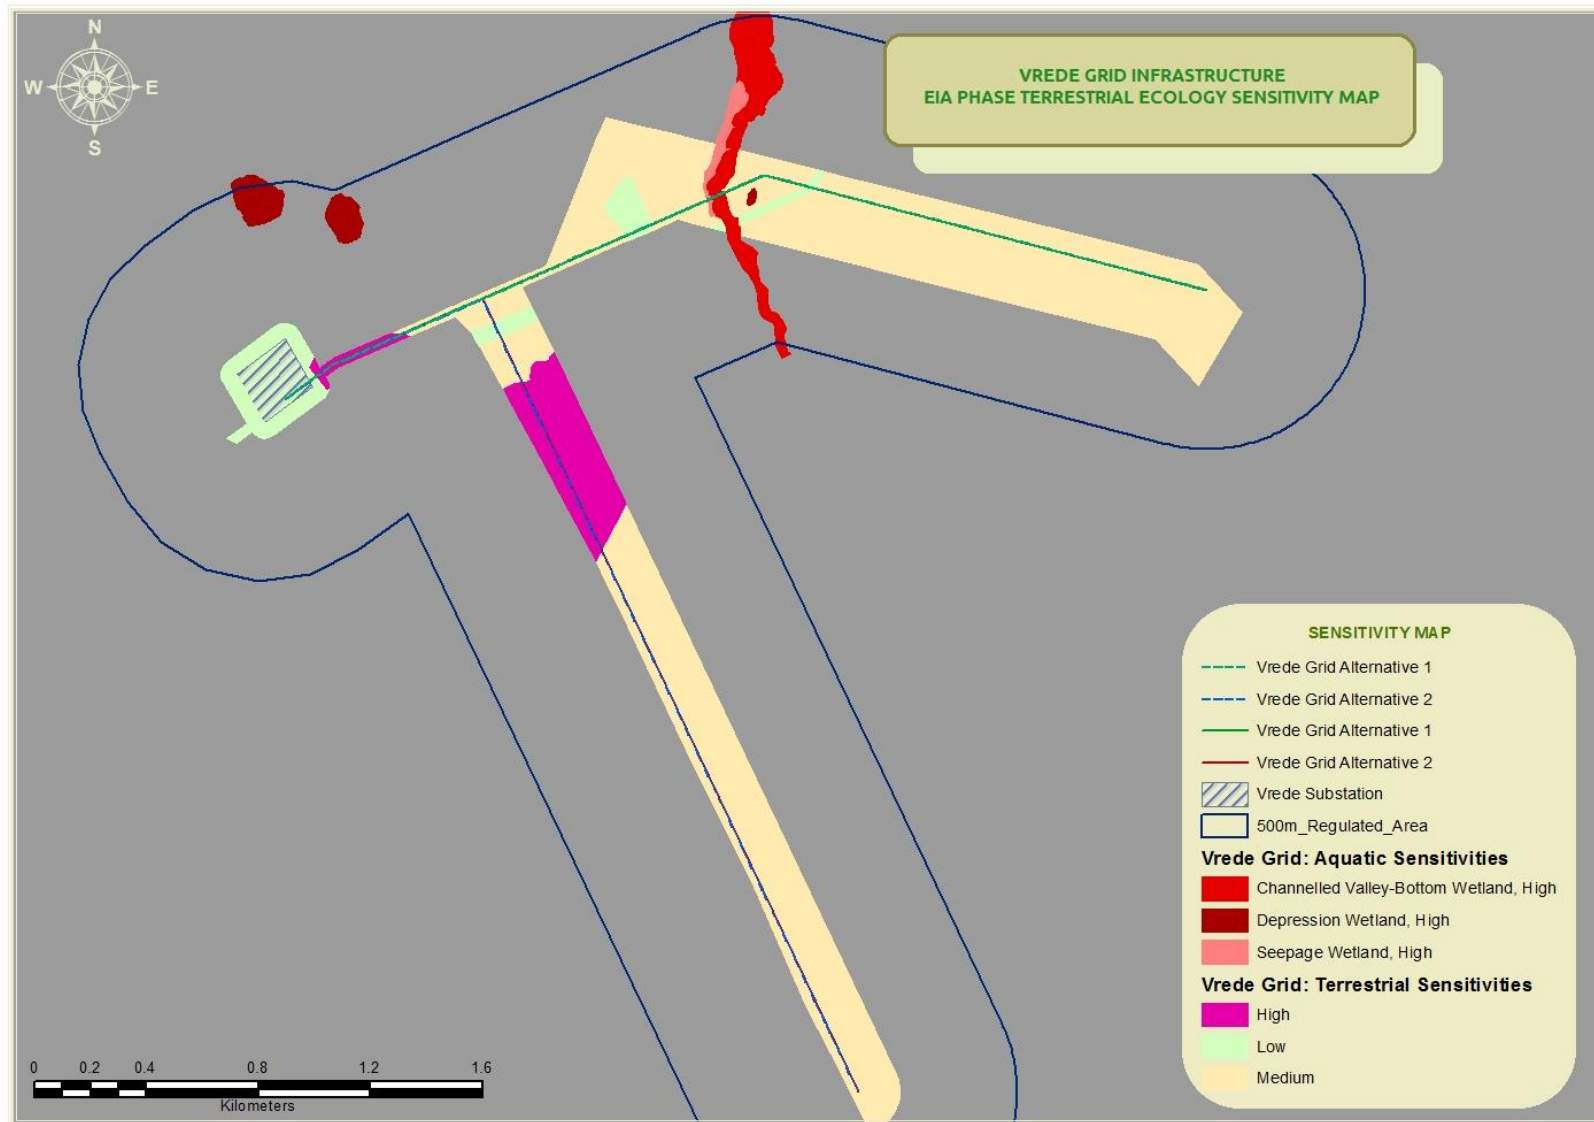 N
W E
S
VREDE GRID INFRASTRUCTURE
EIA PHASE TERRESTRIAL ECOLOGY SENSITIVITY MAP
SENSITIVITY MAP
Vrede Grid Alternative 1
Vrede Grid Alternative 2
Vrede Grid Alternative 1
Vrede Grid Alternative 2
Vrede Substation
500m_Regulated_Area
Vrede Grid: Aquatic Sensitivities
Channelled Valley-Bottom Wetland, High
Depression Wetland, High
Seepage Wetland, High
Vrede Grid: Terrestrial Sensitivities
High
Low
Medium
0 0.2 0.4 0.8 1.2 1.6
Kilometers